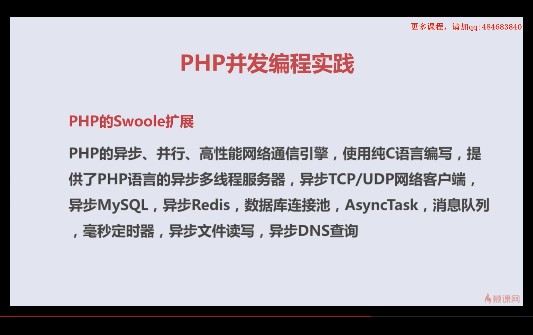 更多课程，请加qq:484683840
PHP并发编程实践
PHP的Swoole扩展
PHP的异步、并行、高性能网络通信引擎，使用纯C语言编写，提
供了PHP语言的异步多线程服务器，异步TCP/UDP网络客户端，
异步MySQL，异步Redis，数据库连接池，AsyncTask，消息队列
，毫秒定时器，异步文件读写，异步DNS查询
慕课网